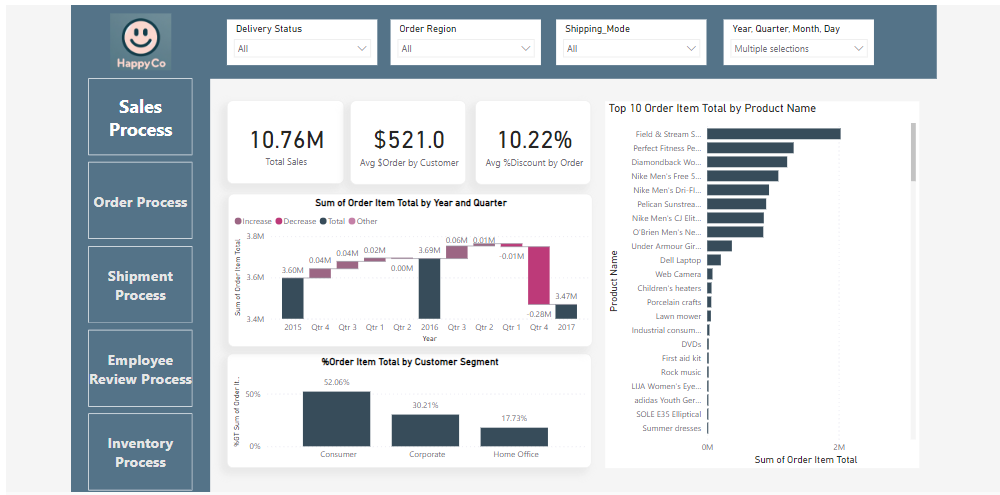 HappyCo
Delivery Status
All
Order Region
All
Shipping_Mode
All
Year, Quarter, Month, Day
Multiple selections
Sales
Process
Order Process
Shipment
Process
Employee
Review Process
Inventory
Process
10.76M
Total Sales
$521.0
Avg $Order by Customer
10.22%
Avg %Discount by Order
Sum of Order Item Total by Year and Quarter
Increase Decrease Total Other
Sum of Order Item Total
3.8M
3.6M
3.4M
3.60M
0.04M
0.04M
0.02M
0.00M
3.69M
0.06M
0.01M
-0.01M
-0.28M
3.47M
2015 Qtr 4 Qtr 3 Qtr 1 Qtr 2 2016 Qtr 3 Qtr 2 Qtr 1 Qtr 4 2017
Year
%Order Item Total by Customer Segment
%GT Sum of Order It...
50%
0%
52.06%
30.21%
17.73%
Consumer Corporate Home Office
Top 10 Order Item Total by Product Name
Product Name
Field & Stream S...
Perfect Fitness Pe...
Diamondback Wo...
Nike Men's Free 5...
Nike Men's Dri-FI...
Pelican Sunstrea...
Nike Men's CJ Elit...
O'Brien Men's Ne...
Under Armour Gir...
Dell Laptop
Web Camera
Children's heaters
Porcelain crafts
Lawn mower
Industrial consum...
DVDs
First aid kit
Rock music
LIJA Women's Eye...
adidas Youth Ger...
SOLE E35 Elliptical
Summer dresses
0M 2M
Sum of Order Item Total